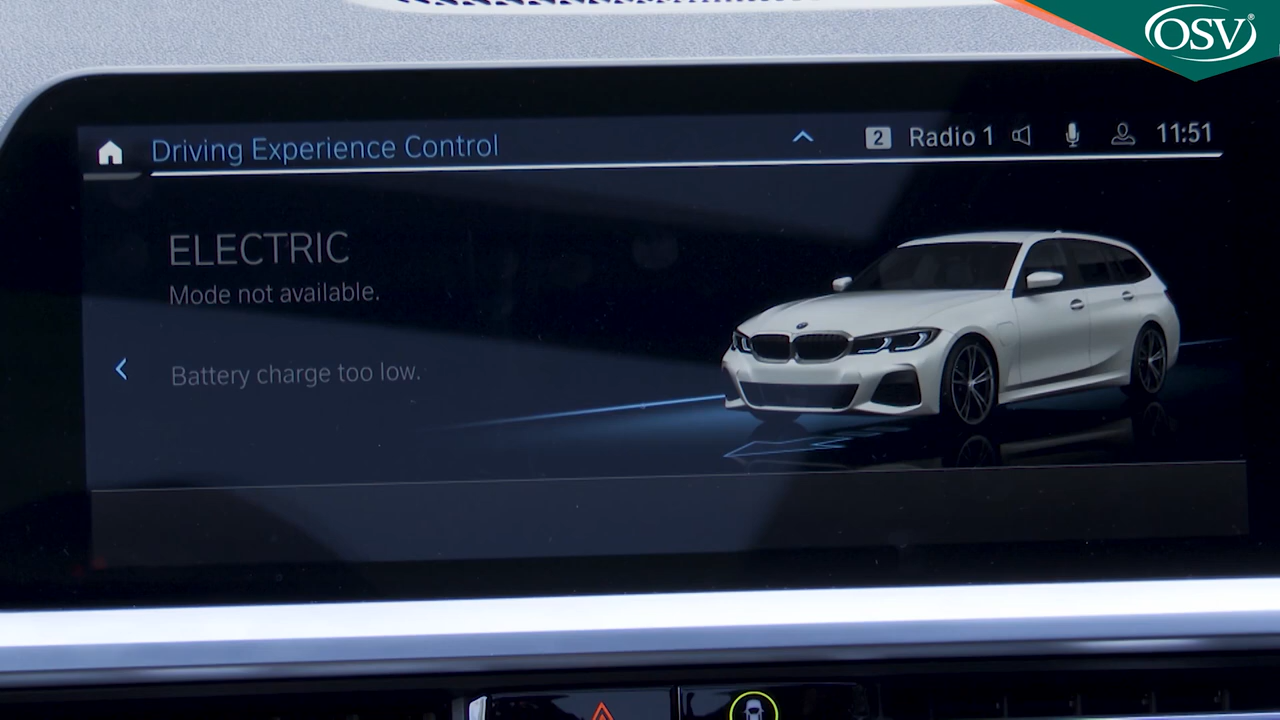 OSV®
Driving Experience Control
2 Radio 1 11:51
ELECTRIC
Mode not available.
Battery charge too low.